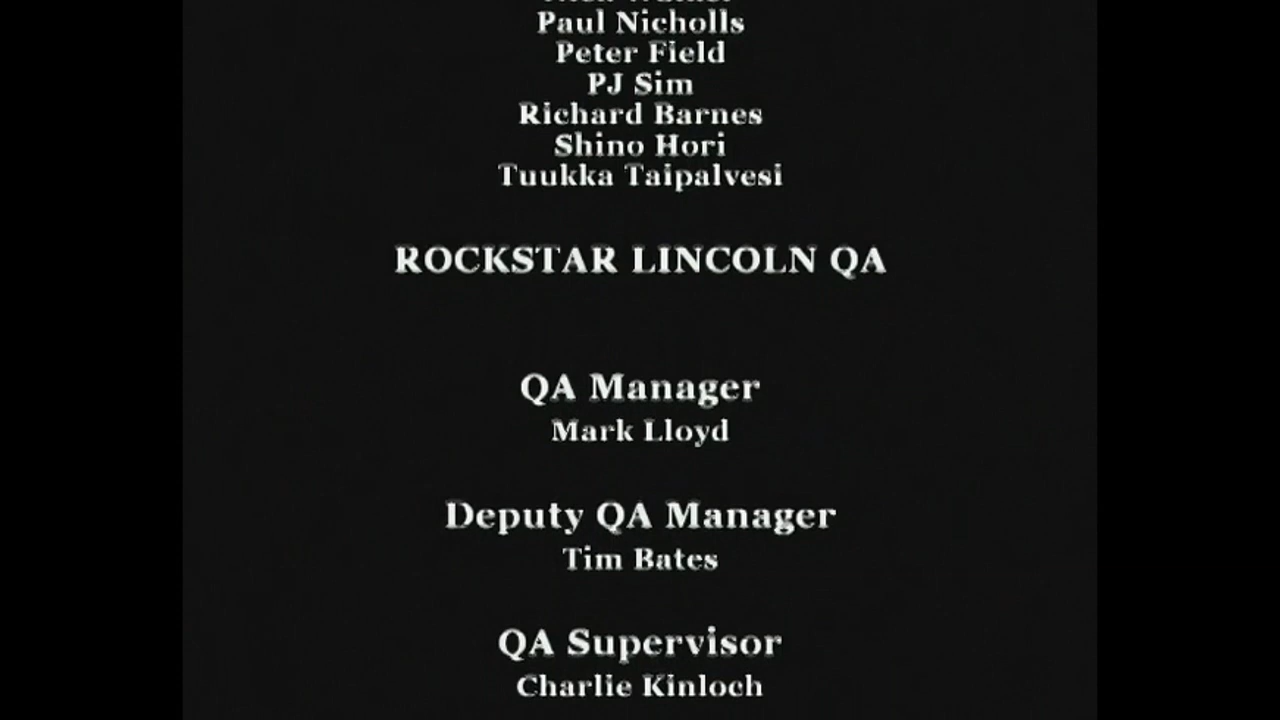 Paul Nicholls
Peter Field
PJ Sim
Richard Barnes
Shino Hori
Tuukka Taipalvesi
ROCKSTAR LINCOLN QA
QA Manager
Mark Lloyd
Deputy QA Manager
Tim Bates
QA Supervisor
Charlie Kinloch